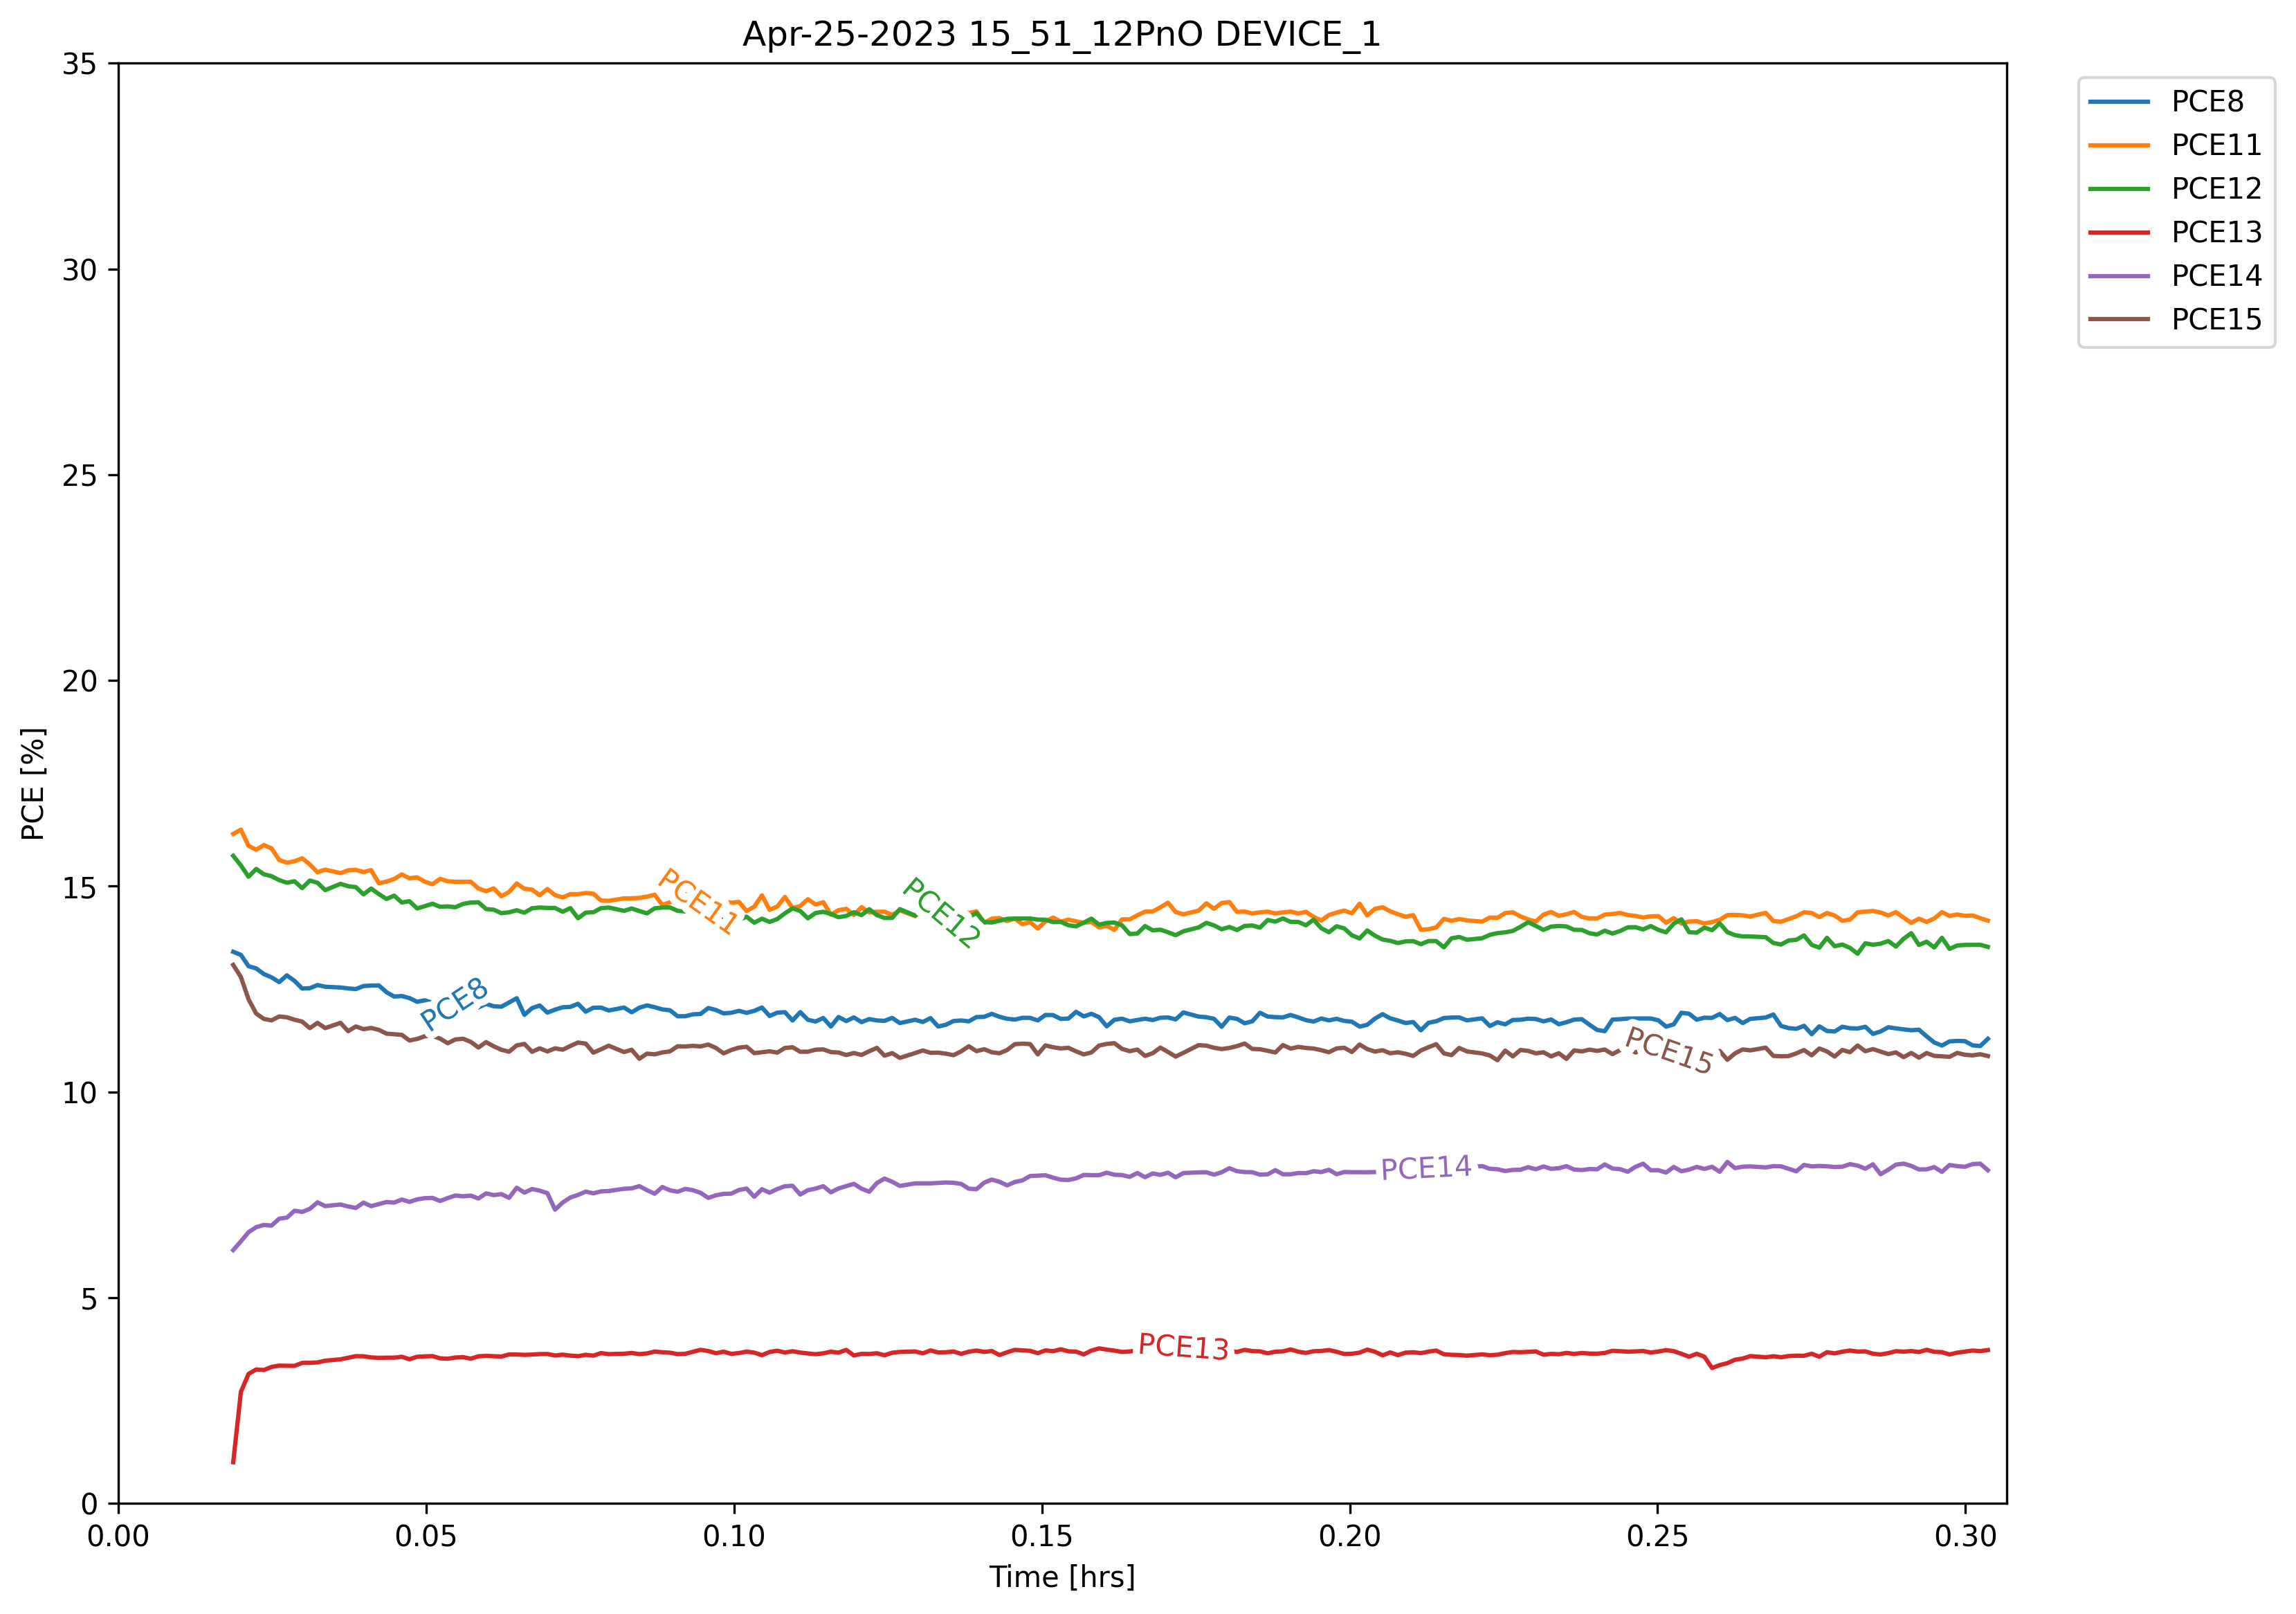 Apr-25-2023 15_51_12PnO DEVICE_1
35
30
25
20
15
10
5
0
PCE [%]
PCE11
PCE12
PCE8
PCE15
PCE14
PCE13
0.00 0.05 0.10 0.15 0.20 0.25 0.30
Time [hrs]
PCE8
PCE11
PCE12
PCE13
PCE14
PCE15